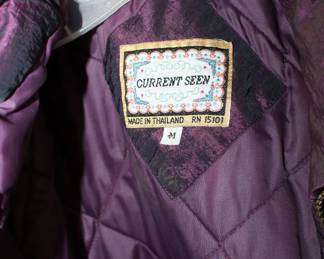 CURRENT SEEN
MADE IN THAILAND RN 15101
M